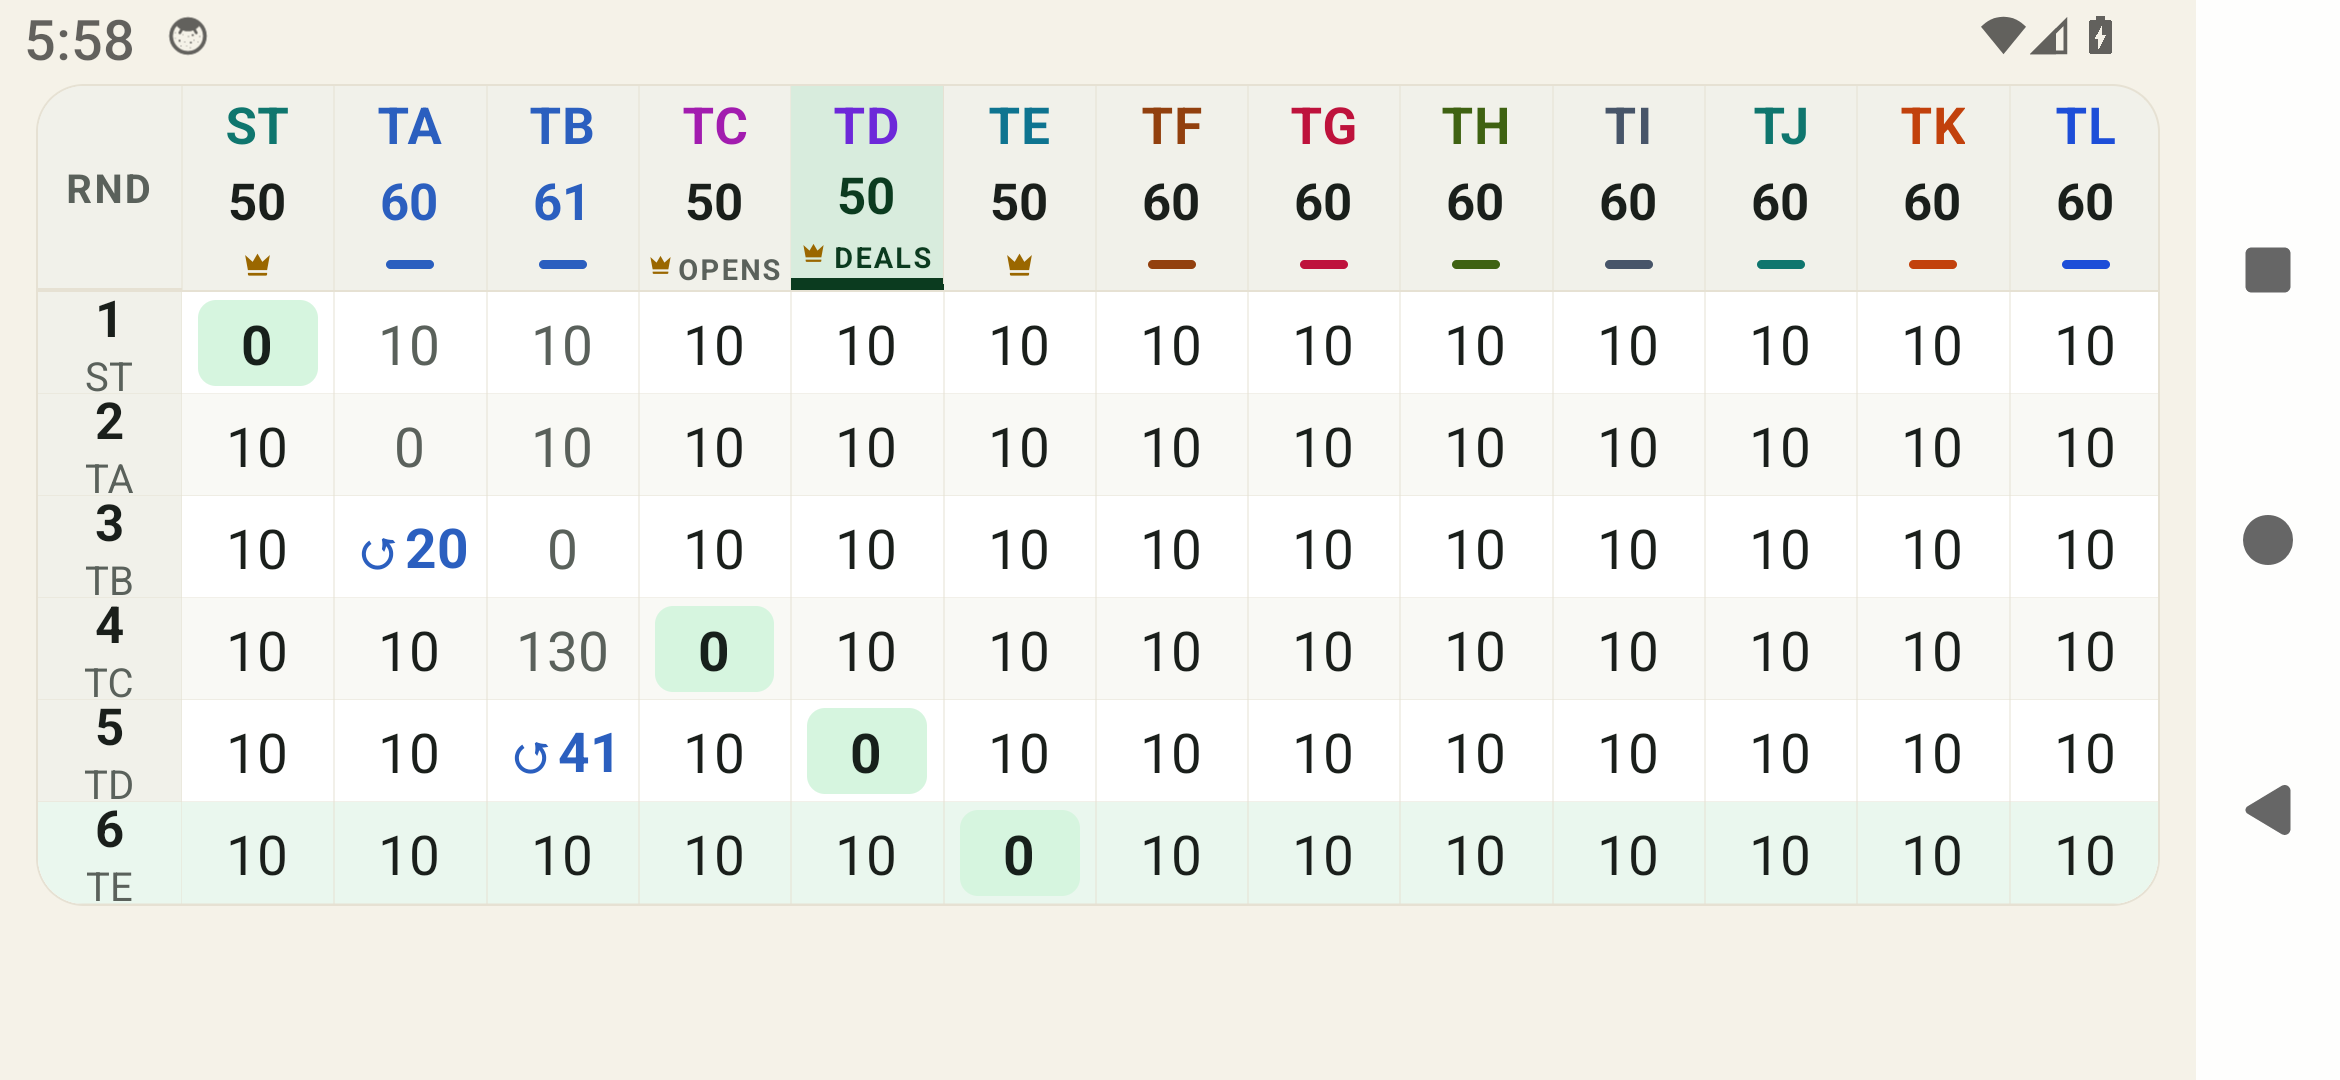 5:58
RND ST TA TB TC TD TE TF TG TH TI TJ TK TL
50 60 61 50 50 50 60 60 60 60 60 60 60
OPENS DEALS
1 ST 0 10 10 10 10 10 10 10 10 10 10 10 10
2 TA 10 0 10 10 10 10 10 10 10 10 10 10 10
3 TB 10 20 0 10 10 10 10 10 10 10 10 10 10
4 TC 10 10 130 0 10 10 10 10 10 10 10 10 10
5 TD 10 10 41 10 0 10 10 10 10 10 10 10 10
6 TE 10 10 10 10 10 0 10 10 10 10 10 10 10